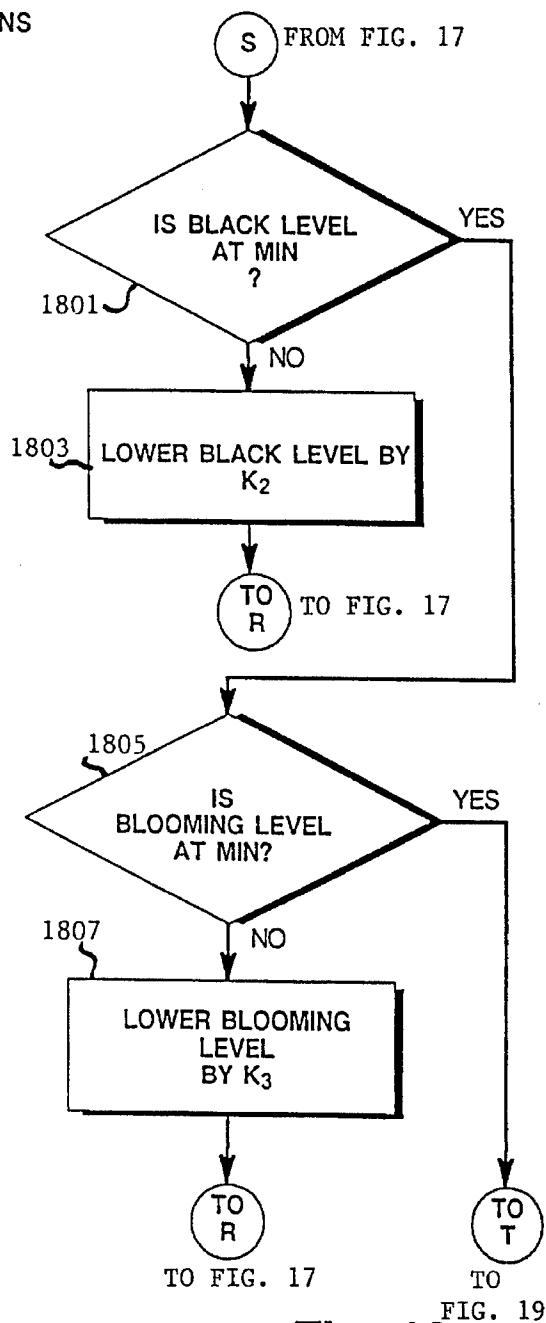 NS
S FROM FIG. 17
IS BLACK LEVEL
AT MIN
?
YES
1801
NO
1803
LOWER BLACK LEVEL BY
K2
TO
R
TO FIG. 17
1805
IS
BLOOMING LEVEL
AT MIN?
YES
1807
NO
LOWER BLOOMING
LEVEL
BY K3
TO
R
TO FIG. 17
TO
T
TO
FIG. 19